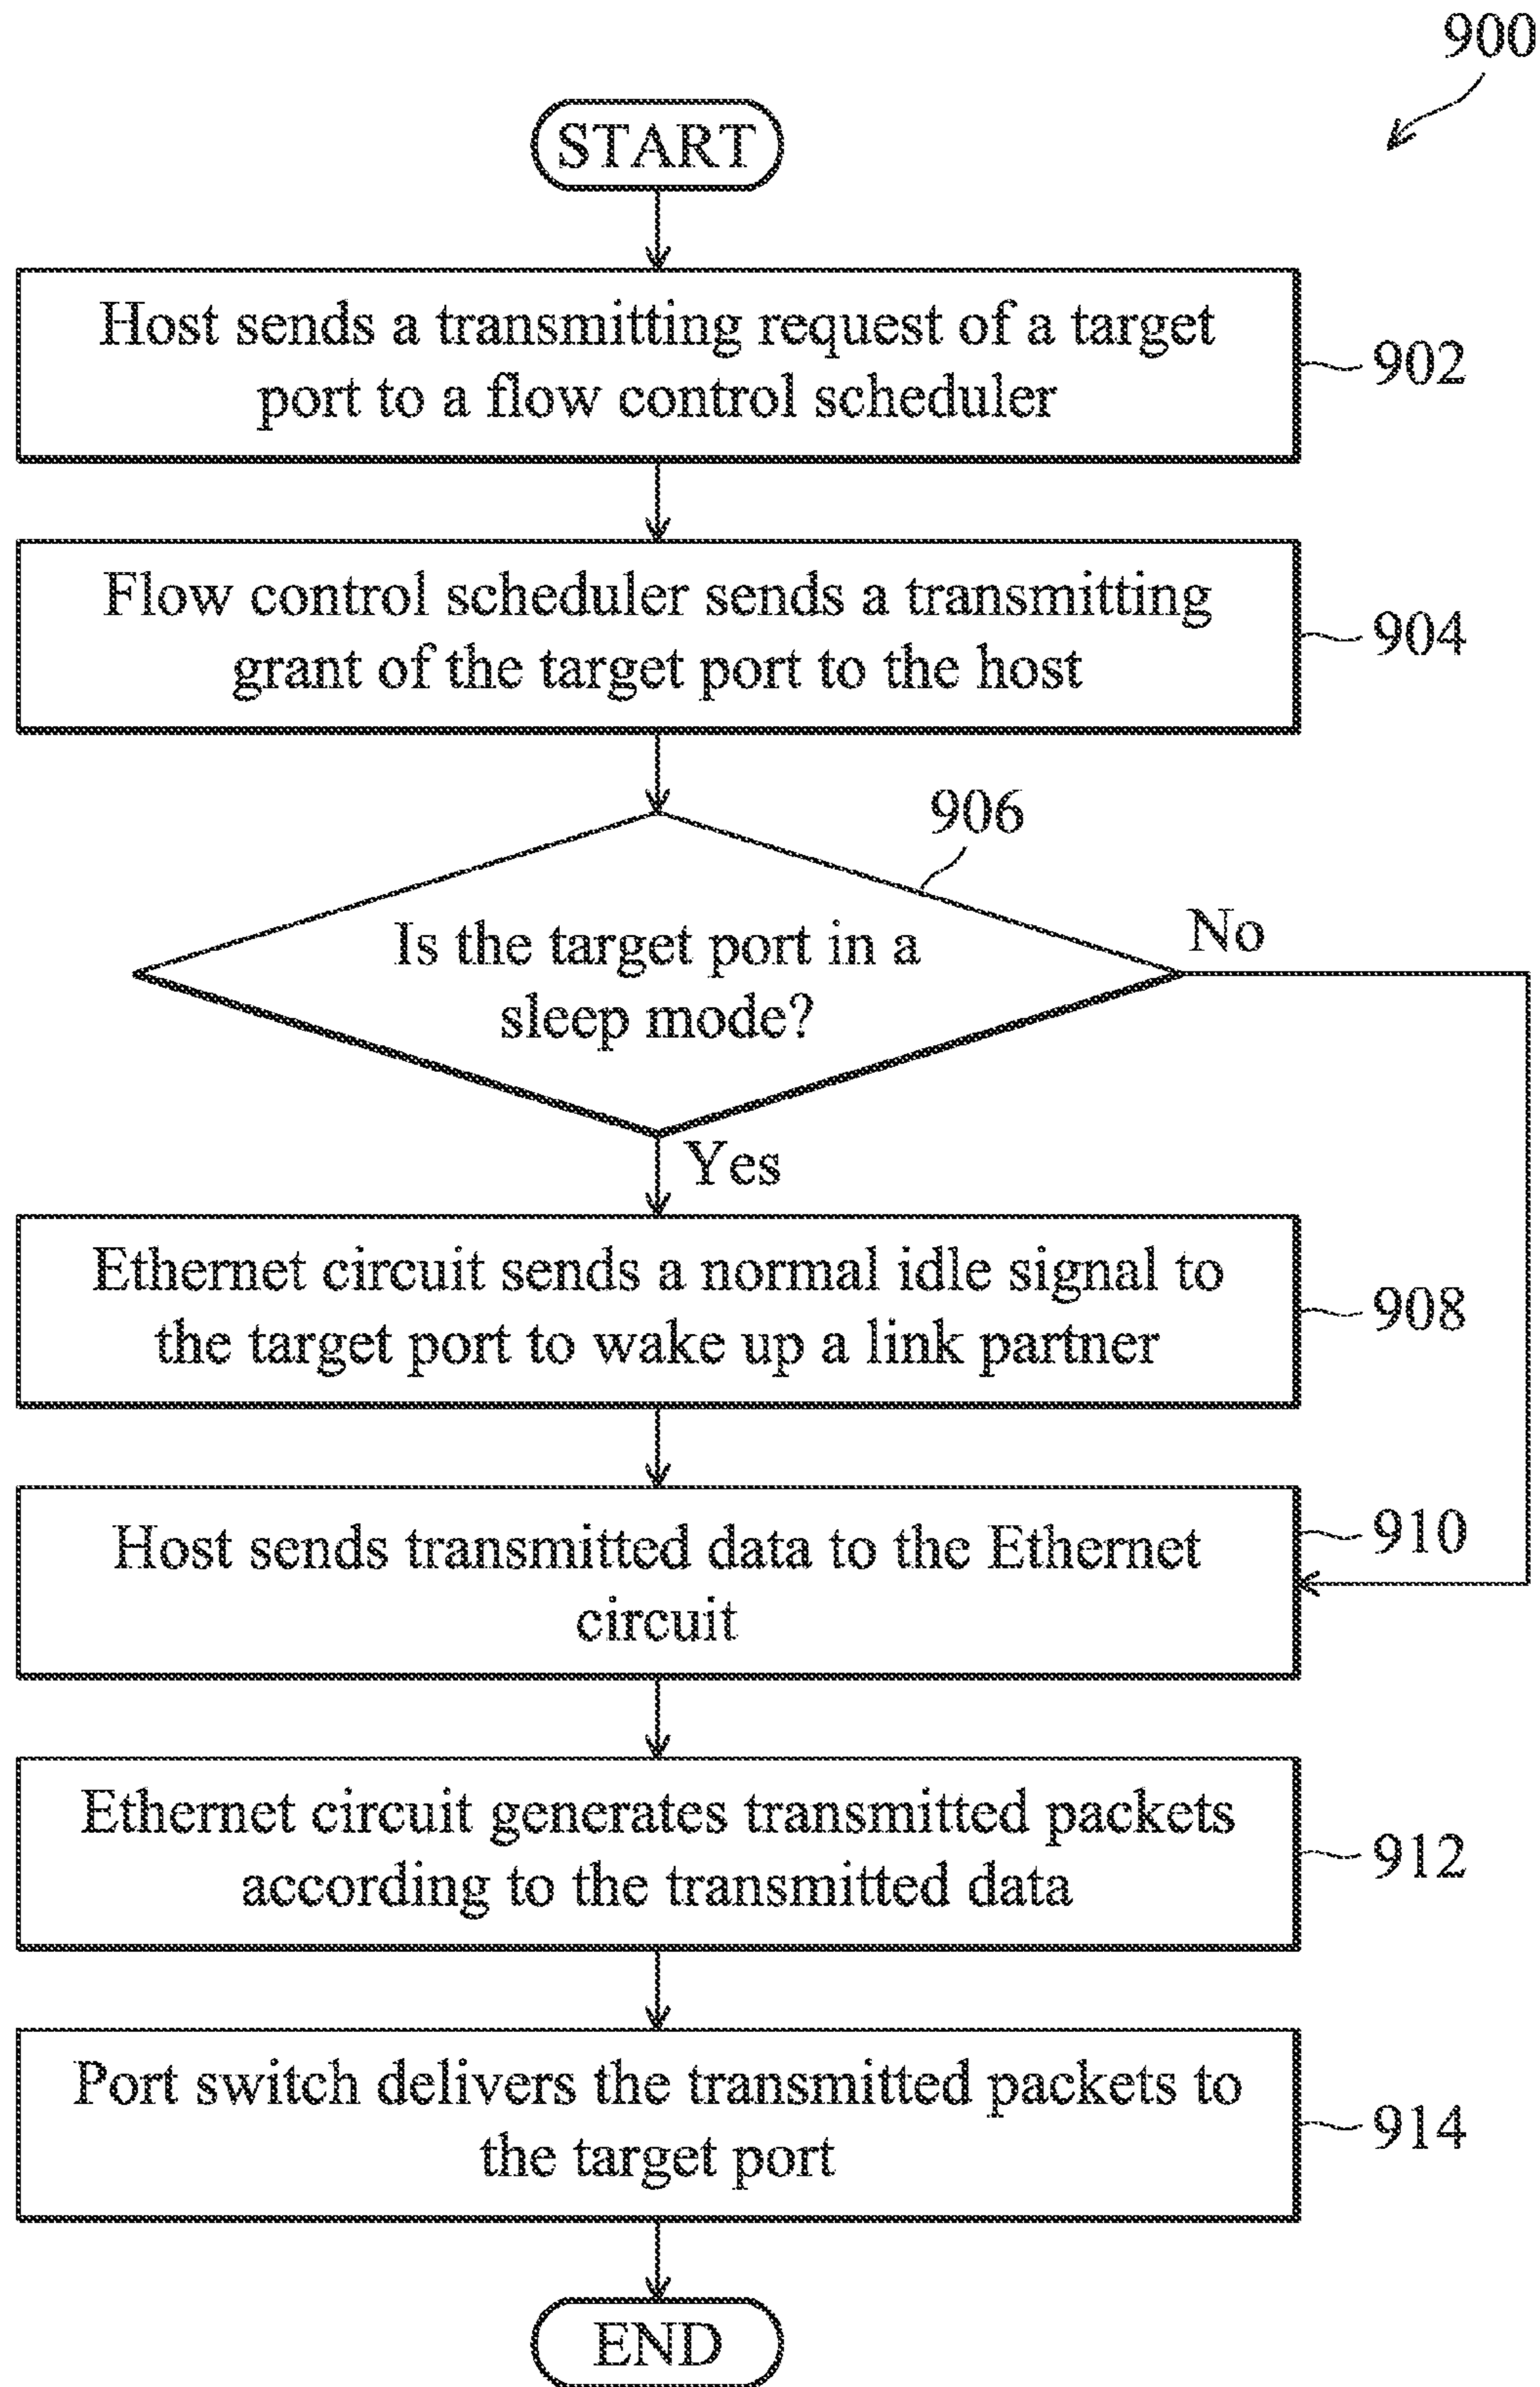 900
START
Host sends a transmitting request of a target
port to a flow control scheduler
902
Flow control scheduler sends a transmitting
grant of the target port to the host
904
906
Is the target port in a
sleep mode?
No
Yes
Ethernet circuit sends a normal idle signal to
the target port to wake up a link partner
908
Host sends transmitted data to the Ethernet
circuit
910
Ethernet circuit generates transmitted packets
according to the transmitted data
912
Port switch delivers the transmitted packets to
the target port
914
END